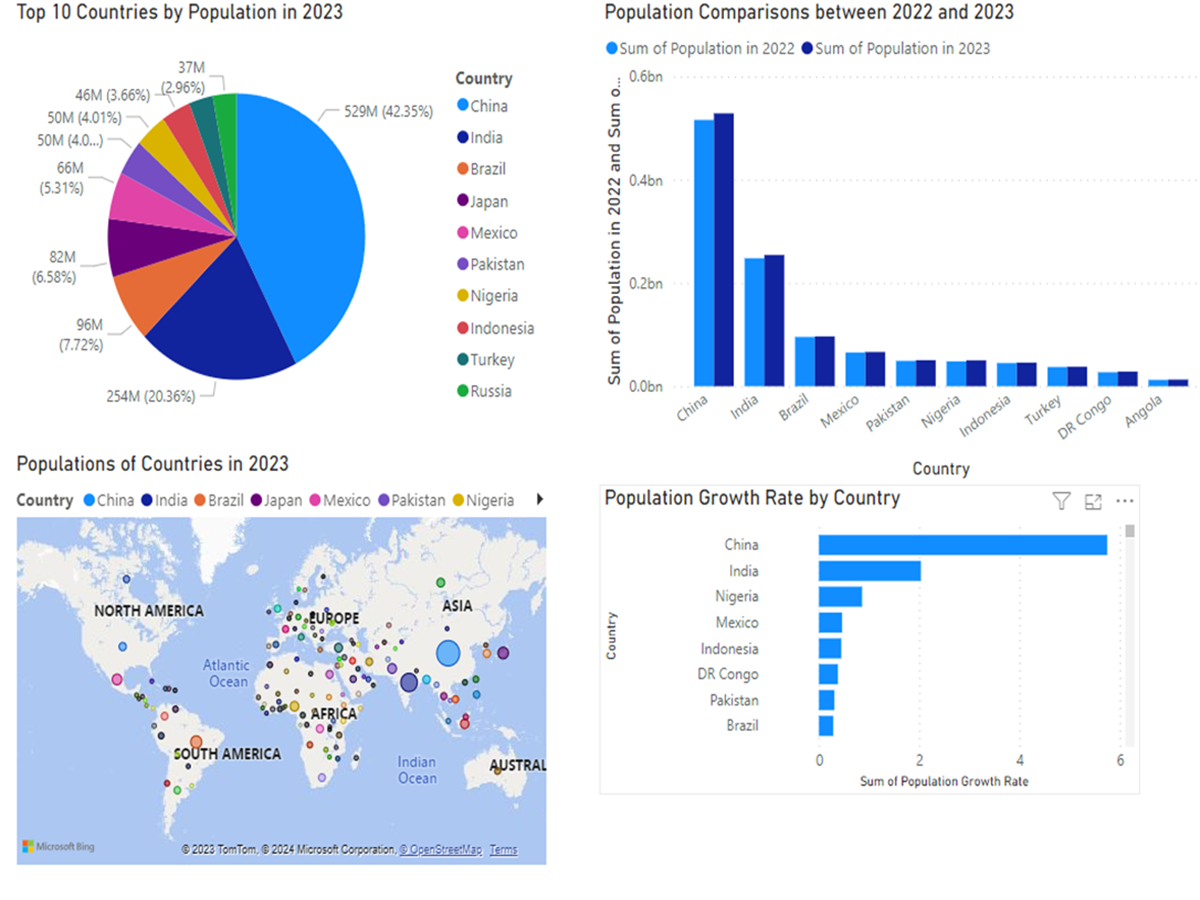 Top 10 Countries by Population in 2023
37M
(2.96%)
46M (3.66%)
50M (4.01%)
50M (4.0...)
66M
(5.31%)
82M
(6.58%)
96M
(7.72%)
254M (20.36%)
529M (42.35%)
Country
China
India
Brazil
Japan
Mexico
Pakistan
Nigeria
Indonesia
Turkey
Russia
Population Comparisons between 2022 and 2023
Sum of Population in 2022 Sum of Population in 2023
Sum of Population in 2022 and Sum o...
0.6bn
0.4bn
0.2bn
0.0bn
China India Brazil Mexico Pakistan Nigeria Indonesia Turkey DR Congo Angola
Country
Populations of Countries in 2023
Country China India Brazil Japan Mexico Pakistan Nigeria
NORTH AMERICA
EUROPE
ASIA
Atlantic
Ocean
AFRICA
SOUTH AMERICA
Indian
Ocean
AUSTRAL
Microsoft Bing
© 2023 TomTom, © 2024 Microsoft Corporation, © OpenStreetMap Terms
Population Growth Rate by Country
Country
China
India
Nigeria
Mexico
Indonesia
DR Congo
Pakistan
Brazil
0 2 4 6
Sum of Population Growth Rate